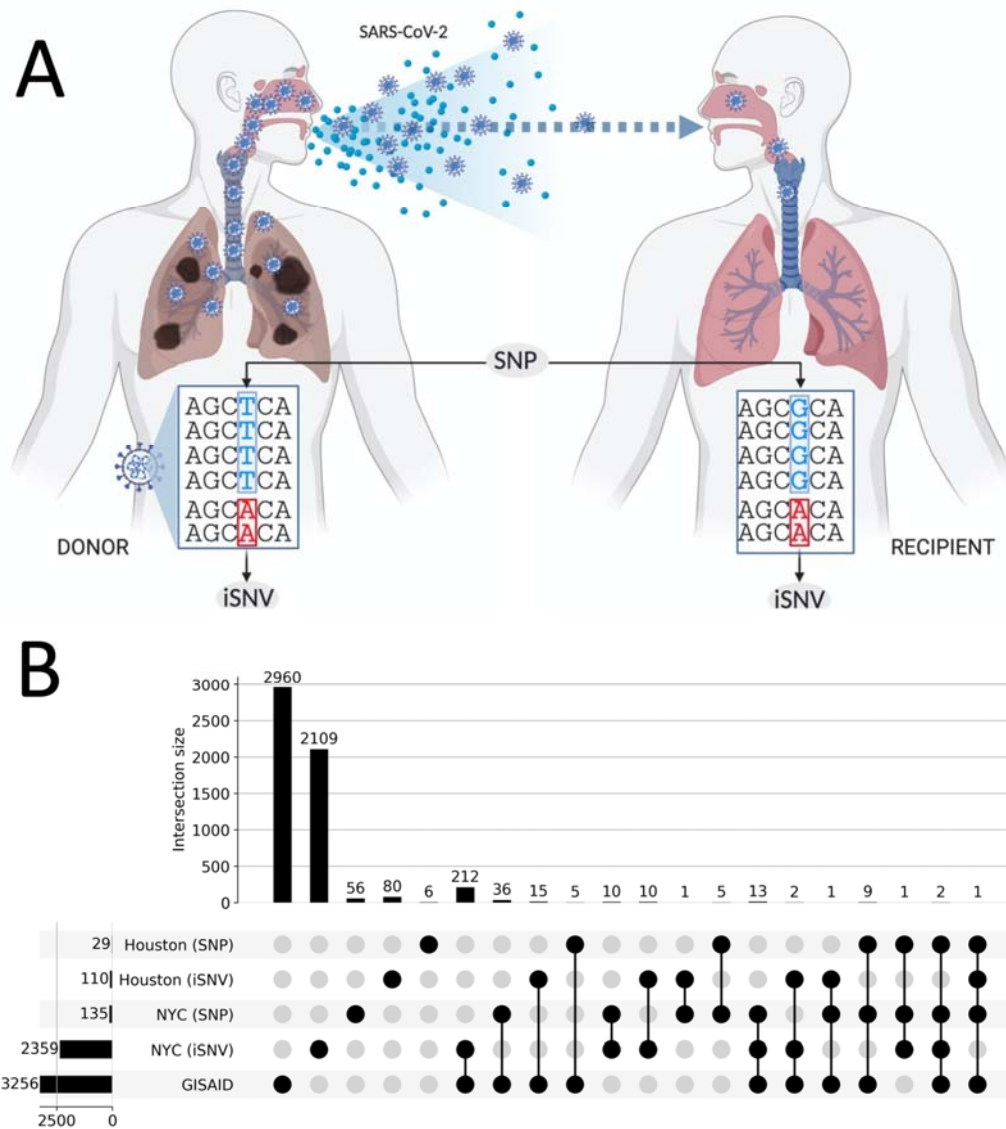 A
SARS-CoV-2
SNP
AGCTCA
AGCTCA
AGCTCA
AGCTCA
AGCACA
AGCACA
AGCGCA
AGCGCA
AGCGCA
AGCGCA
AGCACA
AGCACA
DONOR
RECIPIENT
iSNV
iSNV
B
Intersection size
3000
2500
2000
1500
1000
500
0
2960
2109
56
80
6
212
36
15
5
10
10
1
5
13
2
1
9
1
2
1
29 Houston (SNP)
110 Houston (iSNV)
135 NYC (SNP)
2359 NYC (iSNV)
3256 GISAID
2500 0